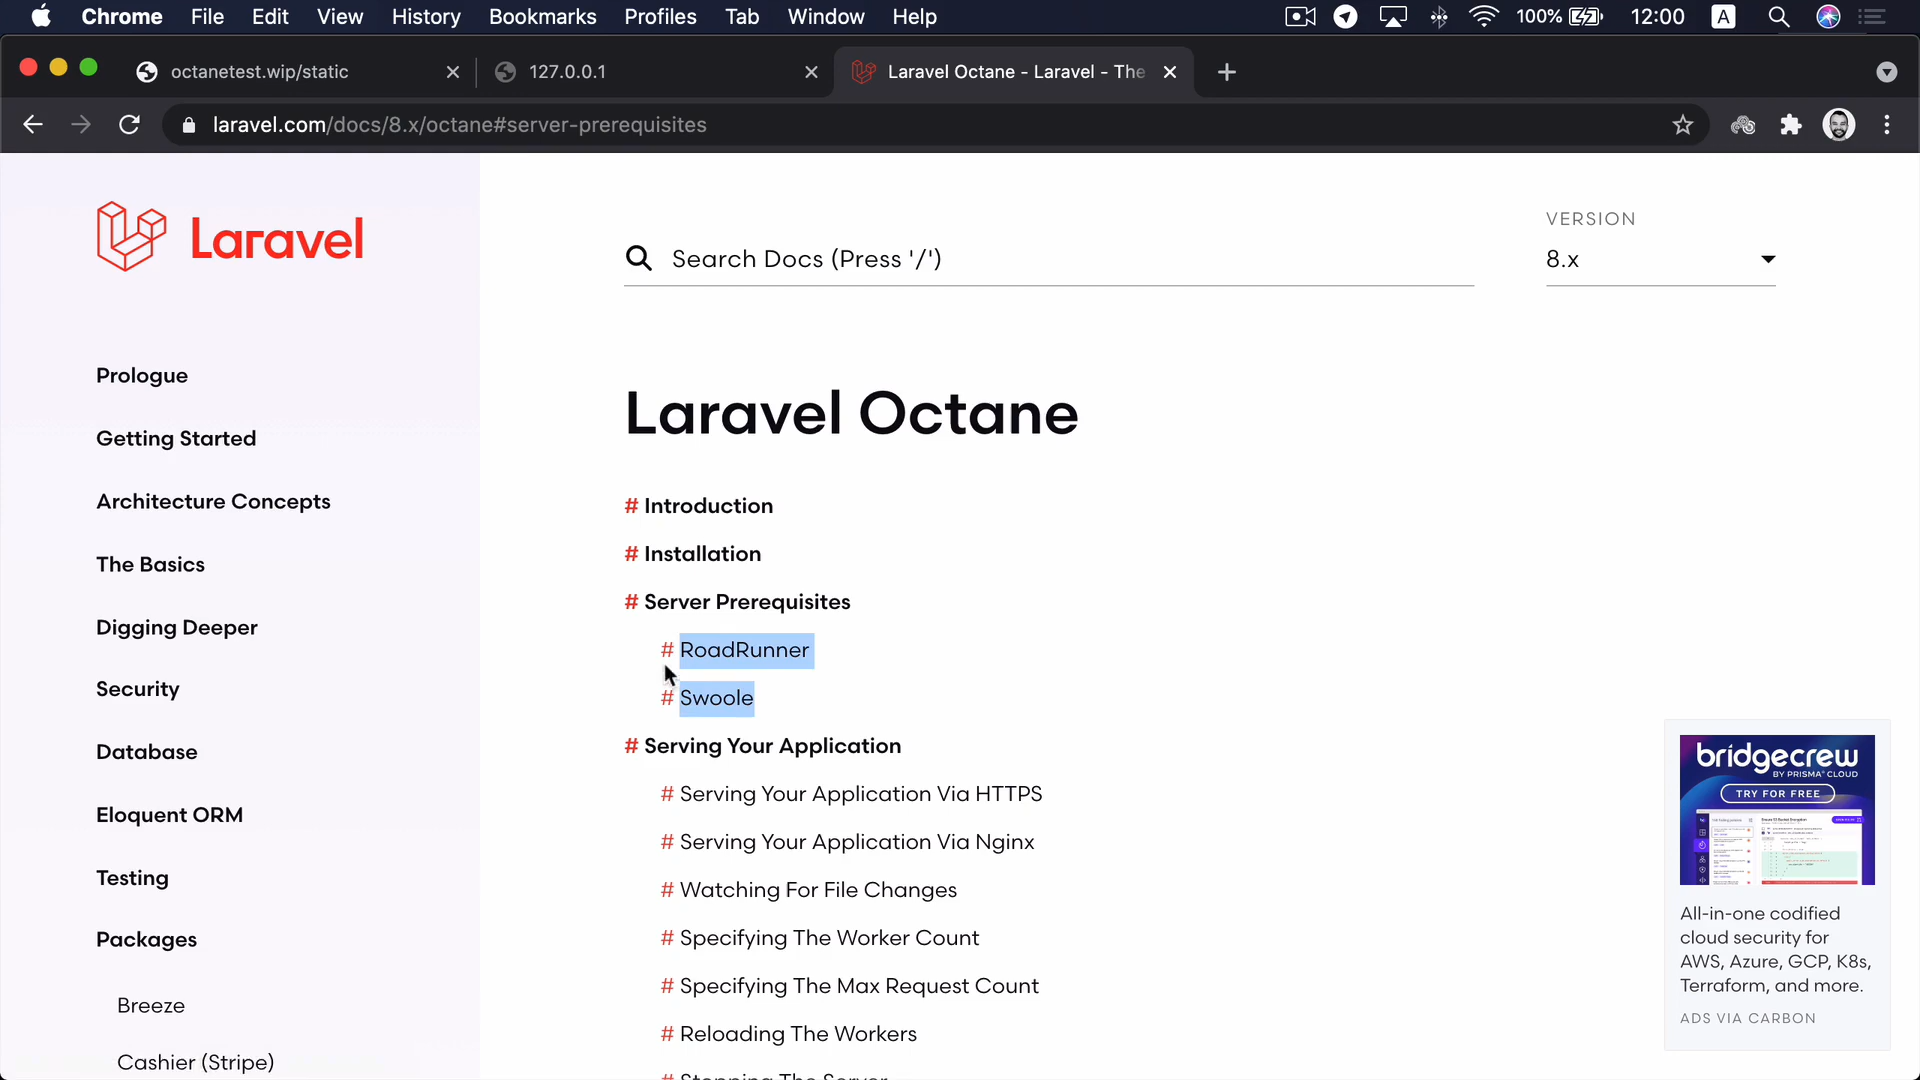 Chrome File Edit View History Bookmarks Profiles Tab Window Help 100% 12:00 A
octanetest.wip/static 127.0.0.1 Laravel Octane - Laravel - The
laravel.com/docs/8.x/octane#server-prerequisites
Laravel
VERSION
Search Docs (Press '/')
8.x
Prologue
Getting Started
Architecture Concepts
The Basics
Digging Deeper
Security
Database
Eloquent ORM
Testing
Packages
Breeze
Cashier (Stripe)
Laravel Octane
# Introduction
# Installation
# Server Prerequisites
# RoadRunner
# Swoole
# Serving Your Application
# Serving Your Application Via HTTPS
# Serving Your Application Via Nginx
# Watching For File Changes
# Specifying The Worker Count
# Specifying The Max Request Count
# Reloading The Workers
# Stopping The Server
bridgecrew
BY PRISMA CLOUD
TRY FOR FREE
All-in-one codified
cloud security for
AWS, Azure, GCP, K8s,
Terraform, and more.
ADS VIA CARBON